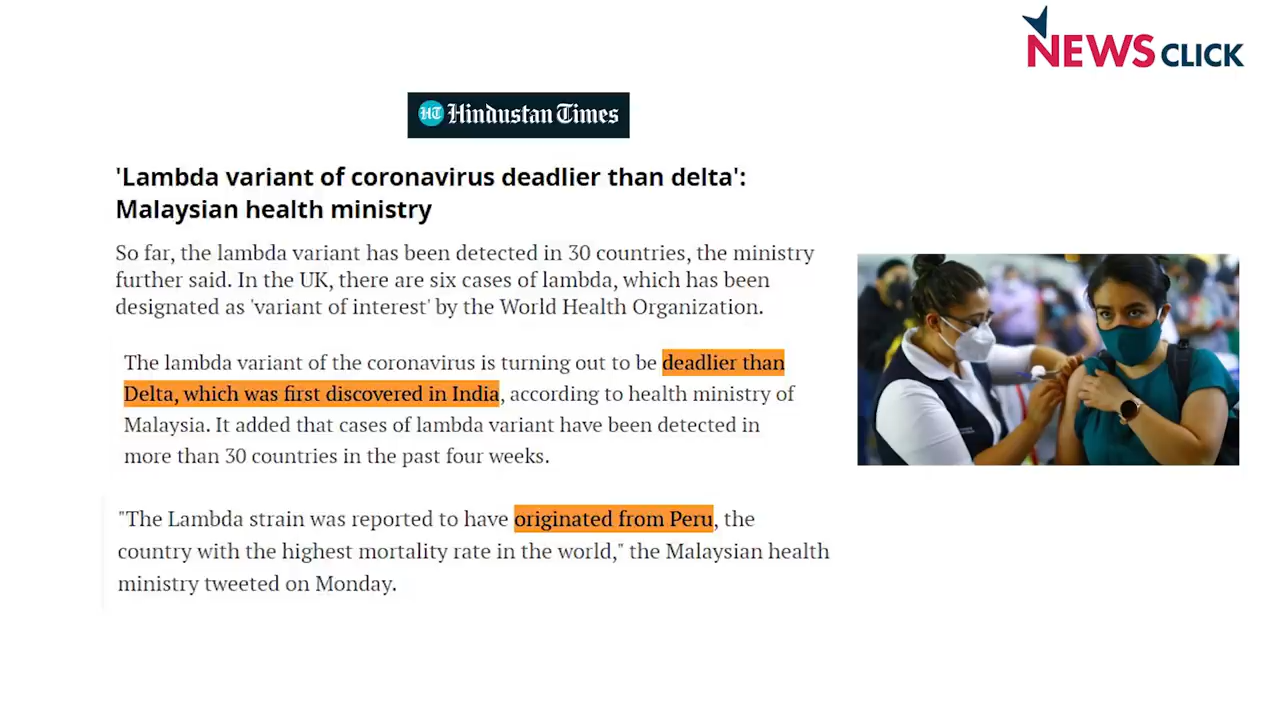 NEWSCLICK
HT Hindustan Times
'Lambda variant of coronavirus deadlier than delta':
Malaysian health ministry
So far, the lambda variant has been detected in 30 countries, the ministry
further said. In the UK, there are six cases of lambda, which has been
designated as 'variant of interest' by the World Health Organization.
The lambda variant of the coronavirus is turning out to be deadlier than
Delta, which was first discovered in India, according to health ministry of
Malaysia. It added that cases of lambda variant have been detected in
more than 30 countries in the past four weeks.
"The Lambda strain was reported to have originated from Peru, the
country with the highest mortality rate in the world," the Malaysian health
ministry tweeted on Monday.